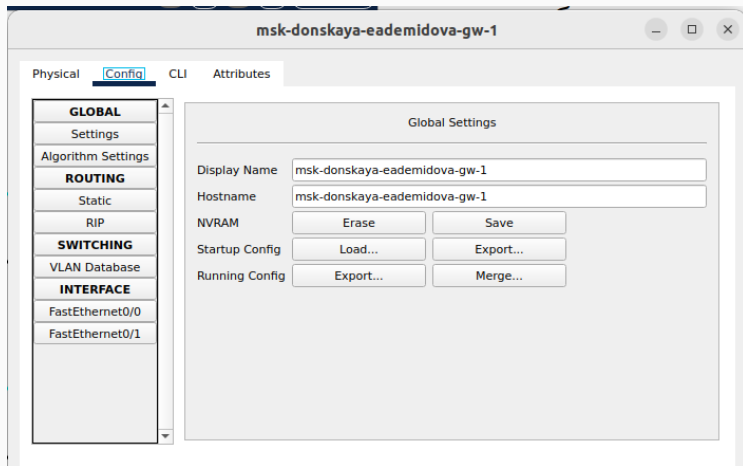 msk-donskaya-eademidova-gw-1
Physical Config CLI Attributes
GLOBAL
Settings
Algorithm Settings
ROUTING
Static
RIP
SWITCHING
VLAN Database
INTERFACE
FastEthernet0/0
FastEthernet0/1
Global Settings
Display Name msk-donskaya-eademidova-gw-1
Hostname msk-donskaya-eademidova-gw-1
NVRAM Erase Save
Startup Config Load... Export...
Running Config Export... Merge...